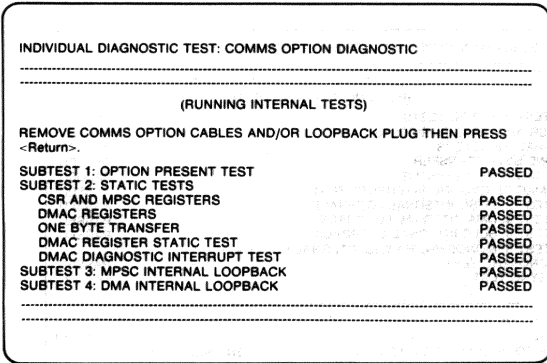 INDIVIDUAL DIAGNOSTIC TEST: COMMS OPTION DIAGNOSTIC
(RUNNING INTERNAL TESTS)
REMOVE COMMS OPTION CABLES AND/OR LOOPBACK PLUG THEN PRESS
<Return>.
SUBTEST 1: OPTION PRESENT TEST PASSED
SUBTEST 2: STATIC TESTS
CSR AND MPSC REGISTERS PASSED
DMAC REGISTERS PASSED
ONE BYTE TRANSFER PASSED
DMAC REGISTER STATIC TEST PASSED
DMAC DIAGNOSTIC INTERRUPT TEST PASSED
SUBTEST 3: MPSC INTERNAL LOOPBACK PASSED
SUBTEST 4: DMA INTERNAL LOOPBACK PASSED